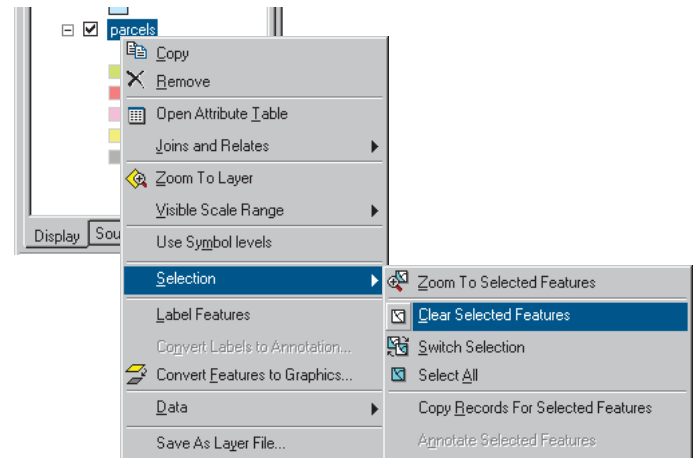 parcels
Copy
Remove
Open Attribute Table
Joins and Relates
Zoom To Layer
Visible Scale Range
Use Symbol levels
Selection
Label Features
Convert Labels to Annotation...
Convert Features to Graphics...
Data
Save As Layer File...
Display
Sou
Zoom To Selected Features
Clear Selected Features
Switch Selection
Select All
Copy Records For Selected Features
Annotate Selected Features